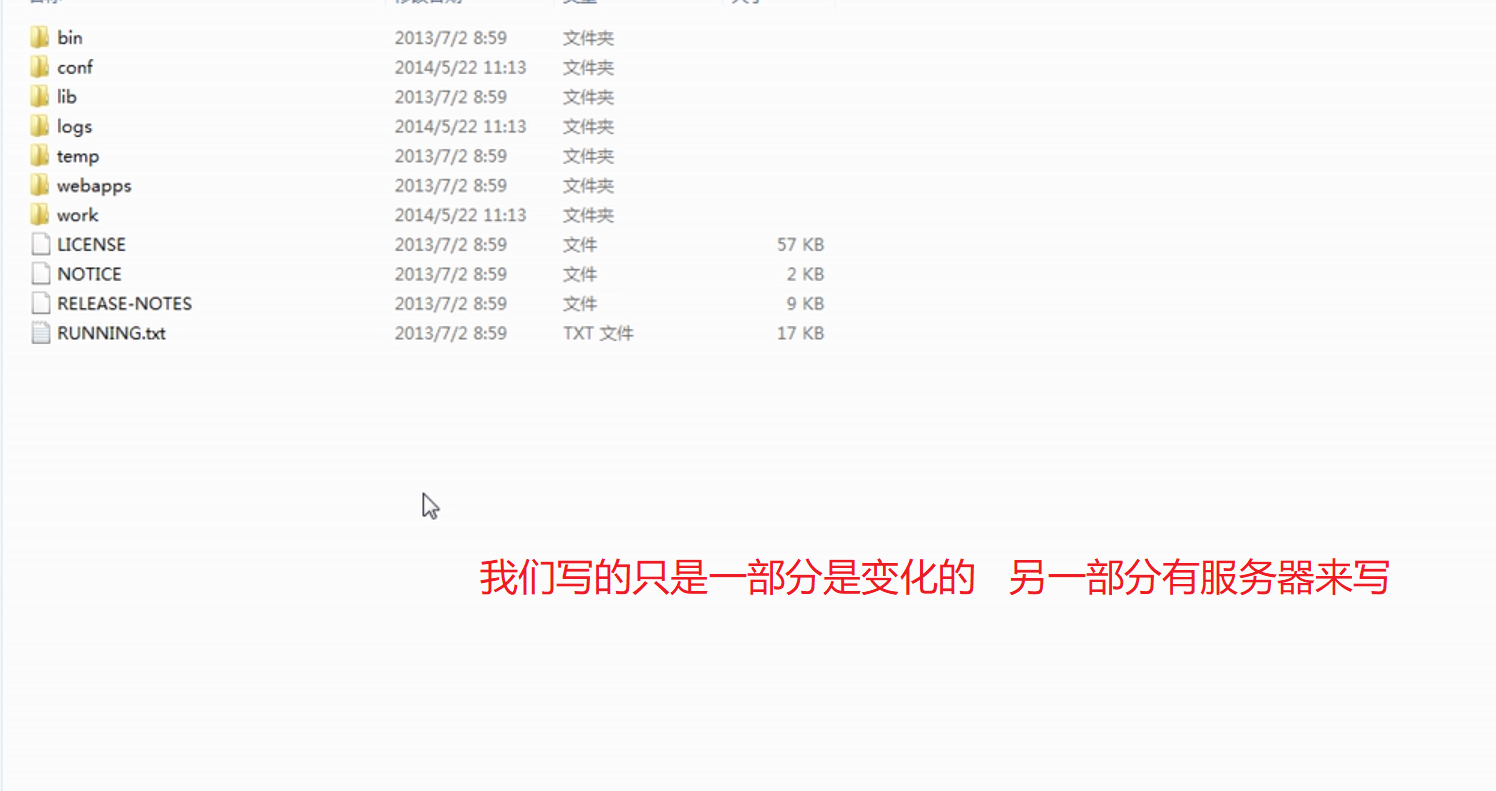 bin 2013/7/2 8:59 文件夹
conf 2014/5/22 11:13 文件夹
lib 2013/7/2 8:59 文件夹
logs 2014/5/22 11:13 文件夹
temp 2013/7/2 8:59 文件夹
webapps 2013/7/2 8:59 文件夹
work 2014/5/22 11:13 文件夹
LICENSE 2013/7/2 8:59 文件 57 KB
NOTICE 2013/7/2 8:59 文件 2 KB
RELEASE-NOTES 2013/7/2 8:59 文件 9 KB
RUNNING.txt 2013/7/2 8:59 TXT 文件 17 KB
我们写的只是一部分是变化的 另一部分有服务器来写